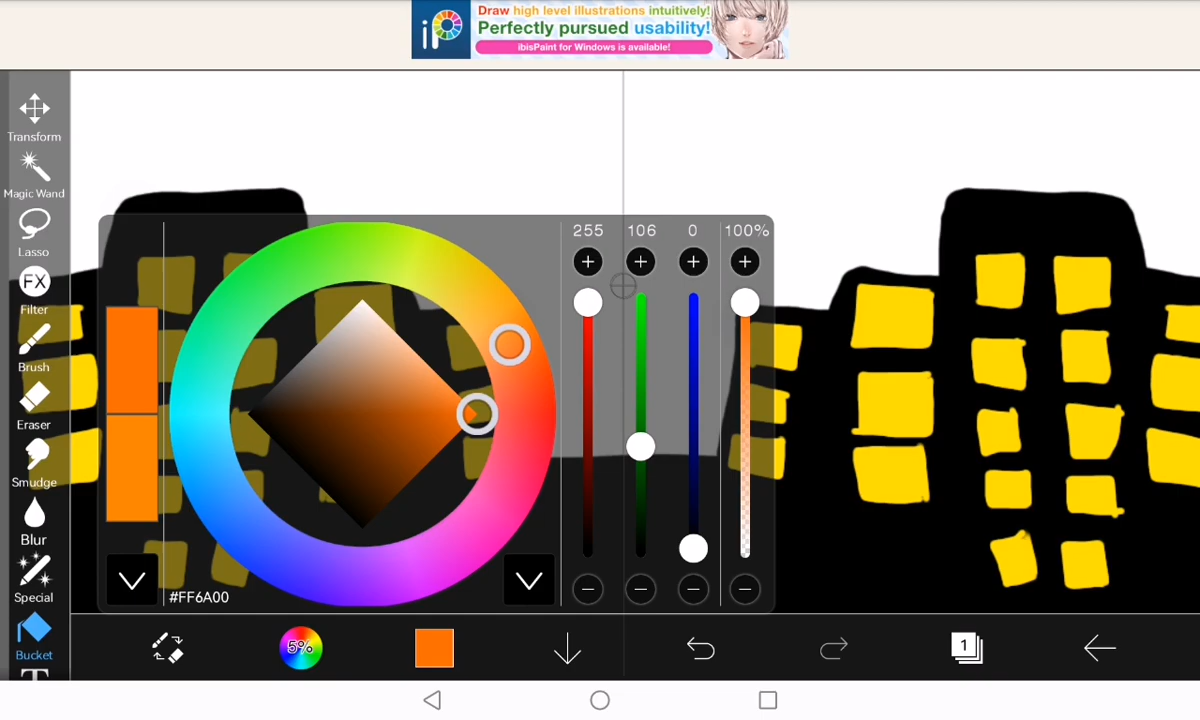 iP
Draw high level illustrations intuitively!
Perfectly pursued usability!
ibisPaint for Windows is available!
Transform
Magic Wand
Lasso
FX
Filter
Brush
Eraser
Smudge
Blur
Special
Bucket
T
255 106 0 100%
+ + + +
− − − −
#FF6A00
5%
1